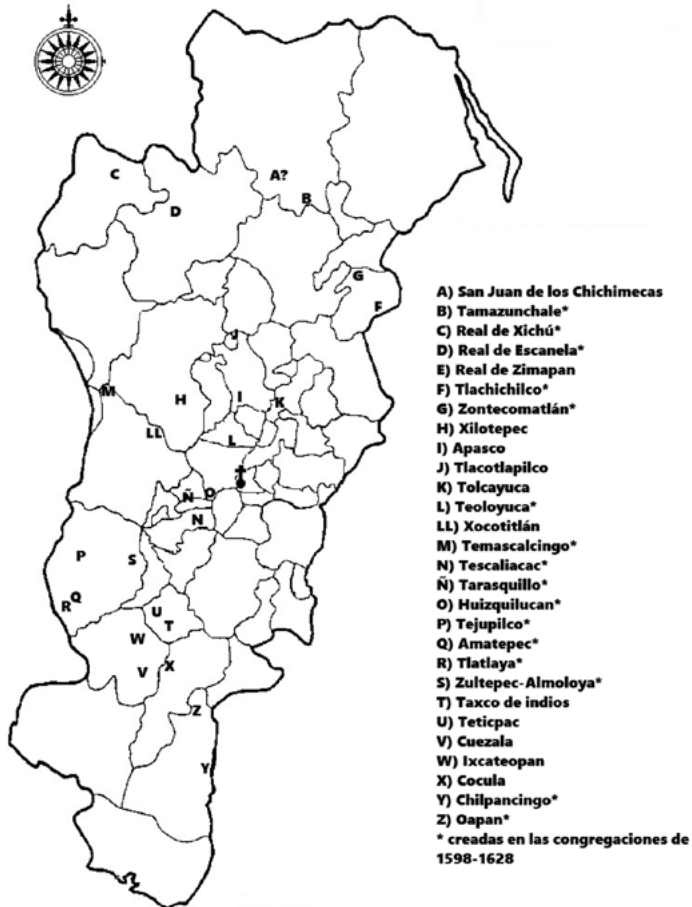 C
A?
B
D
G
F
J
M
H
I
K
LL
L
Ñ
O
N
P
S
Q
R
U
T
W
X
V
Z
Y
A) San Juan de los Chichimecas
B) Tamazunchale*
C) Real de Xichú*
D) Real de Escanela*
E) Real de Zimapan
F) Tlachichilco*
G) Zontecomatlán*
H) Xilotepec
I) Apasco
J) Tlacotlapilco
K) Tolcayuca
L) Teoloyuca*
LL) Xocotitlán
M) Temascalcingo*
N) Tescaliacac*
Ñ) Tarasquillo*
O) Huizquilucan*
P) Tejupilco*
Q) Amatepec*
R) Tlatlaya*
S) Zultepec-Almoloya*
T) Taxco de indios
U) Teticpac
V) Cuezala
W) Ixcateopan
X) Cocula
Y) Chilpancingo*
Z) Oapan*
* creadas en las congregaciones de
1598-1628